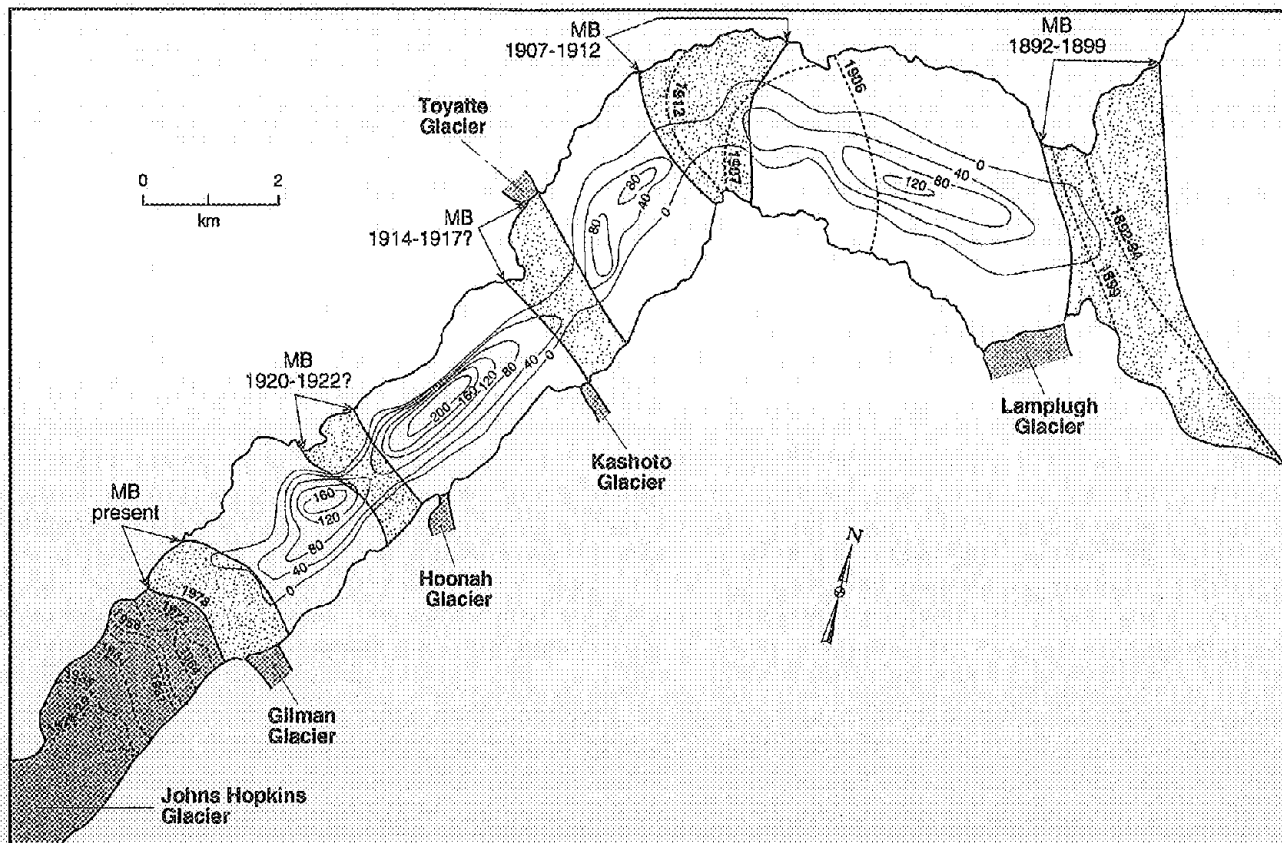 MB
1907-1912
MB
1892-1899
Toyatte
Glacier
0 2
km
MB
1914-1917?
1912
1907
1906
0
40
80
120
80
40
0
80
1892-94
1899
MB
1920-1922?
0
40
80
120
160
200
Kashoto
Glacier
Lamplugh
Glacier
MB
present
160
120
80
40
0
Hoonah
Glacier
N
1978
1972
Gilman
Glacier
Johns Hopkins
Glacier